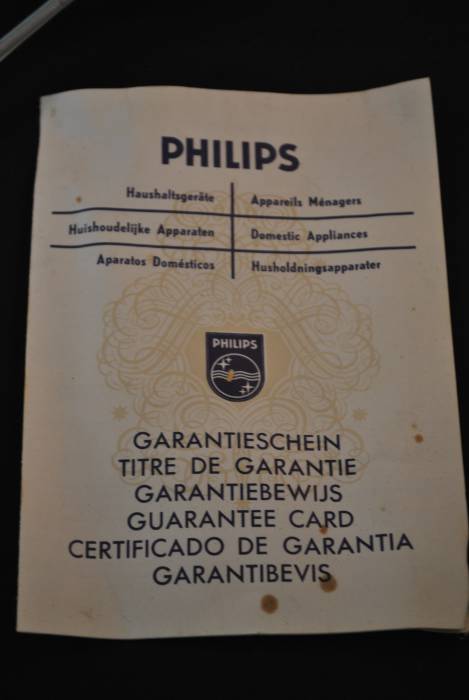 PHILIPS
Haushaltsgeräte
Appareils Ménagers
Huishoudelijke Apparaten
Domestic Appliances
Aparatos Domésticos
Husholdningsapparater
PHILIPS
GARANTIESCHEIN
TITRE DE GARANTIE
GARANTIEBEWIJS
GUARANTEE CARD
CERTIFICADO DE GARANTIA
GARANTIBEVIS